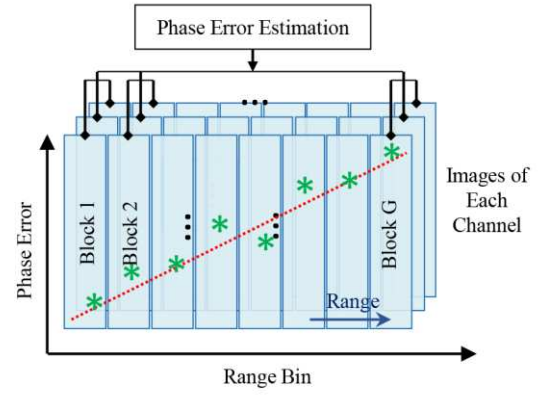 Phase Error Estimation
Images of
Each
Channel
Phase Error
Block 1
Block 2
Block G
Range
Range Bin